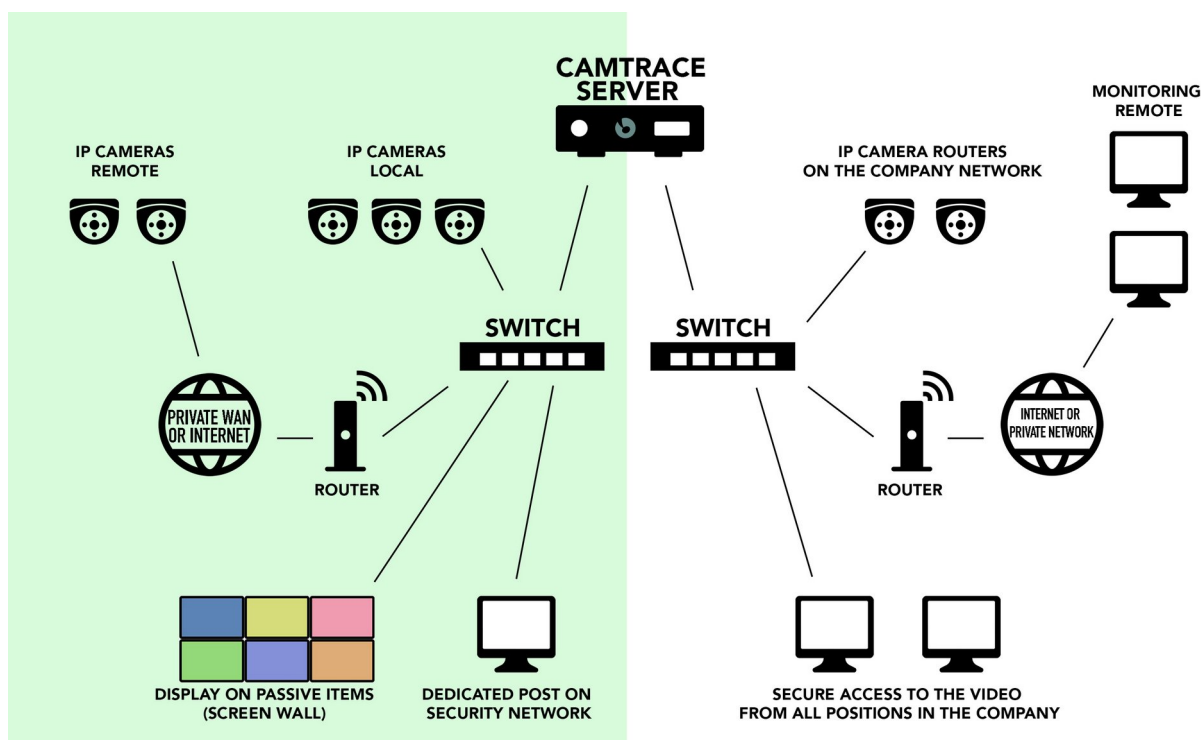 CAMTRACE
SERVER
MONITORING
REMOTE
IP CAMERAS
REMOTE
IP CAMERAS
LOCAL
IP CAMERA ROUTERS
ON THE COMPANY NETWORK
SWITCH
SWITCH
PRIVATE WAN
OR INTERNET
ROUTER
INTERNET OR
PRIVATE NETWORK
ROUTER
DISPLAY ON PASSIVE ITEMS
(SCREEN WALL)
DEDICATED POST ON
SECURITY NETWORK
SECURE ACCESS TO THE VIDEO
FROM ALL POSITIONS IN THE COMPANY